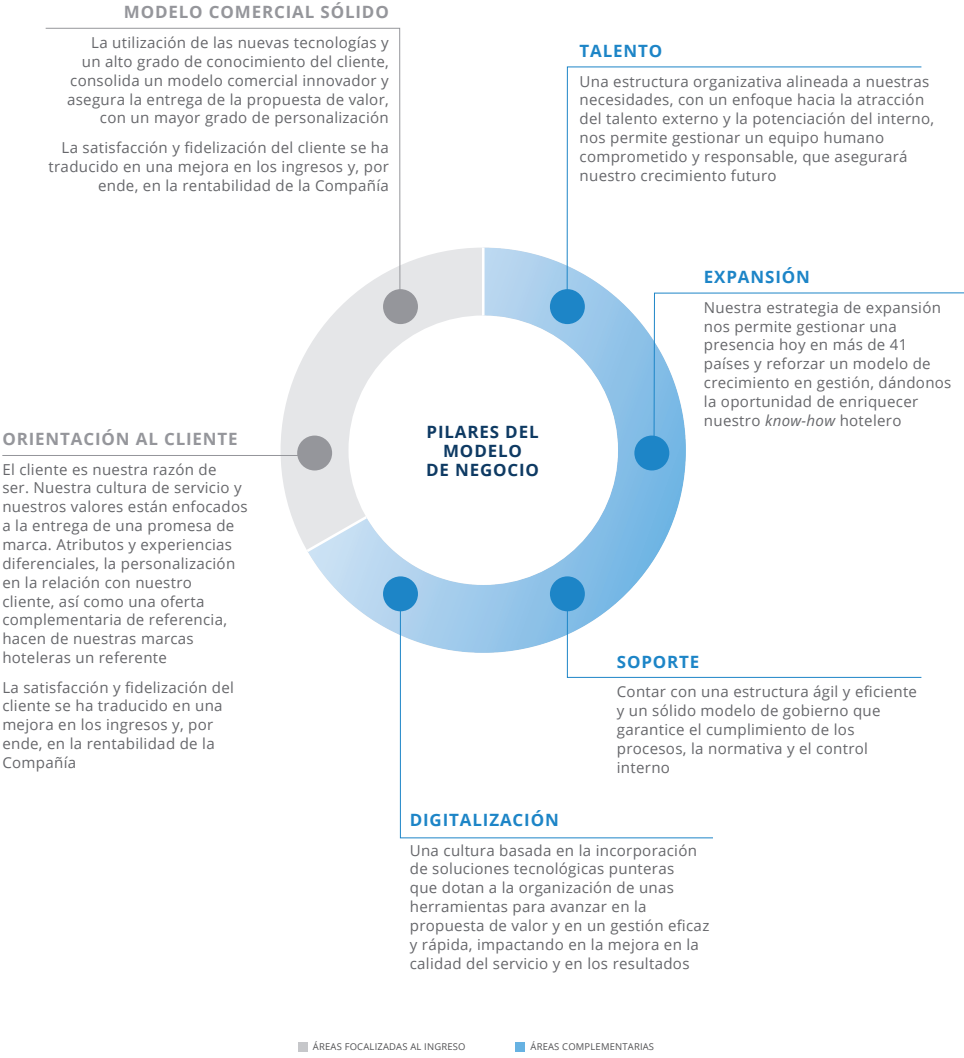 MODELO COMERCIAL SÓLIDO
La utilización de las nuevas tecnologías y
un alto grado de conocimiento del cliente,
consolida un modelo comercial innovador y
asegura la entrega de la propuesta de valor,
con un mayor grado de personalización
La satisfacción y fidelización del cliente se ha
traducido en una mejora en los ingresos y, por
ende, en la rentabilidad de la Compañía
TALENTO
Una estructura organizativa alineada a nuestras
necesidades, con un enfoque hacia la atracción
del talento externo y la potenciación del interno,
nos permite gestionar un equipo humano
comprometido y responsable, que asegurará
nuestro crecimiento futuro
EXPANSIÓN
Nuestra estrategia de expansión
nos permite gestionar una
presencia hoy en más de 41
países y reforzar un modelo de
crecimiento en gestión, dándonos
la oportunidad de enriquecer
nuestro know-how hotelero
PILARES DEL
MODELO
DE NEGOCIO
ORIENTACIÓN AL CLIENTE
El cliente es nuestra razón de
ser. Nuestra cultura de servicio y
nuestros valores están enfocados
a la entrega de una promesa de
marca. Atributos y experiencias
diferenciales, la personalización
en la relación con nuestro
cliente, así como una oferta
complementaria de referencia,
hacen de nuestras marcas
hoteleras un referente
La satisfacción y fidelización del
cliente se ha traducido en una
mejora en los ingresos y, por
ende, en la rentabilidad de la
Compañía
SOPORTE
Contar con una estructura ágil y eficiente
y un sólido modelo de gobierno que
garantice el cumplimiento de los
procesos, la normativa y el control
interno
DIGITALIZACIÓN
Una cultura basada en la incorporación
de soluciones tecnológicas punteras
que dotan a la organización de unas
herramientas para avanzar en la
propuesta de valor y en un gestión eficaz
y rápida, impactando en la mejora en la
calidad del servicio y en los resultados
ÁREAS FOCALIZADAS AL INGRESO
ÁREAS COMPLEMENTARIAS